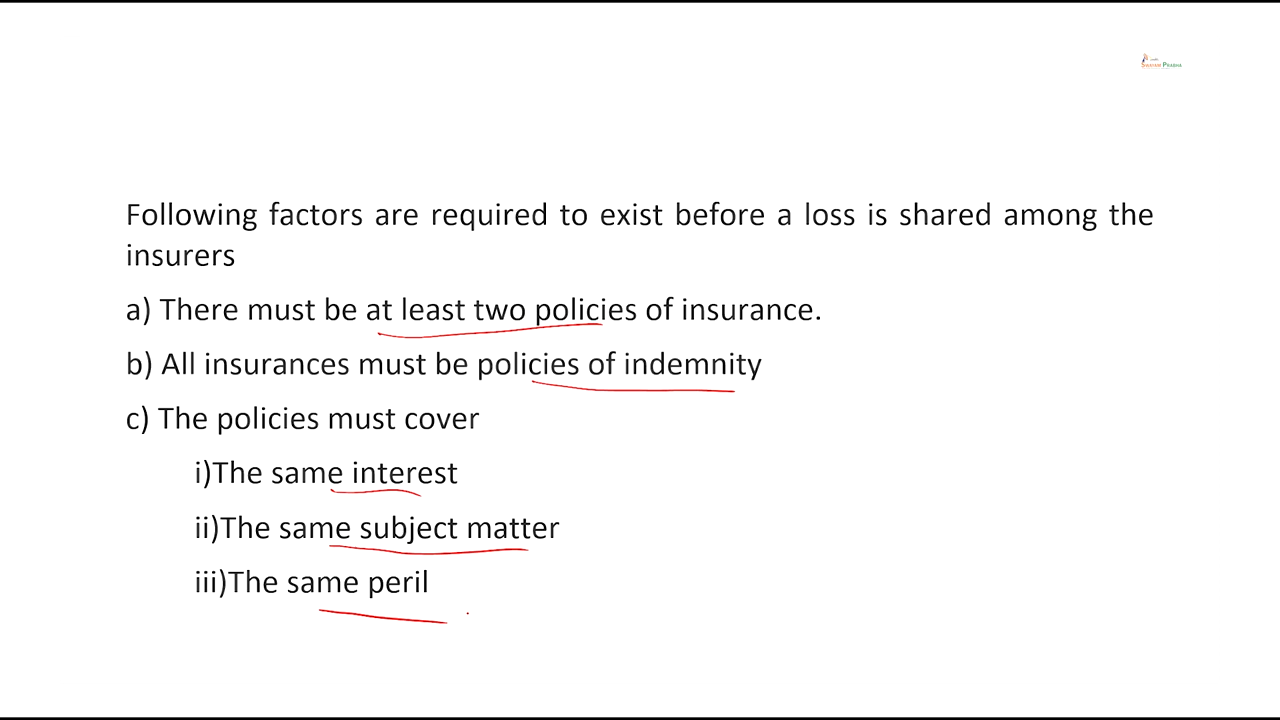 SWAYAM PRABHA
Following factors are required to exist before a loss is shared among the
insurers
a) There must be at least two policies of insurance.
b) All insurances must be policies of indemnity
c) The policies must cover
i)The same interest
ii)The same subject matter
iii)The same peril